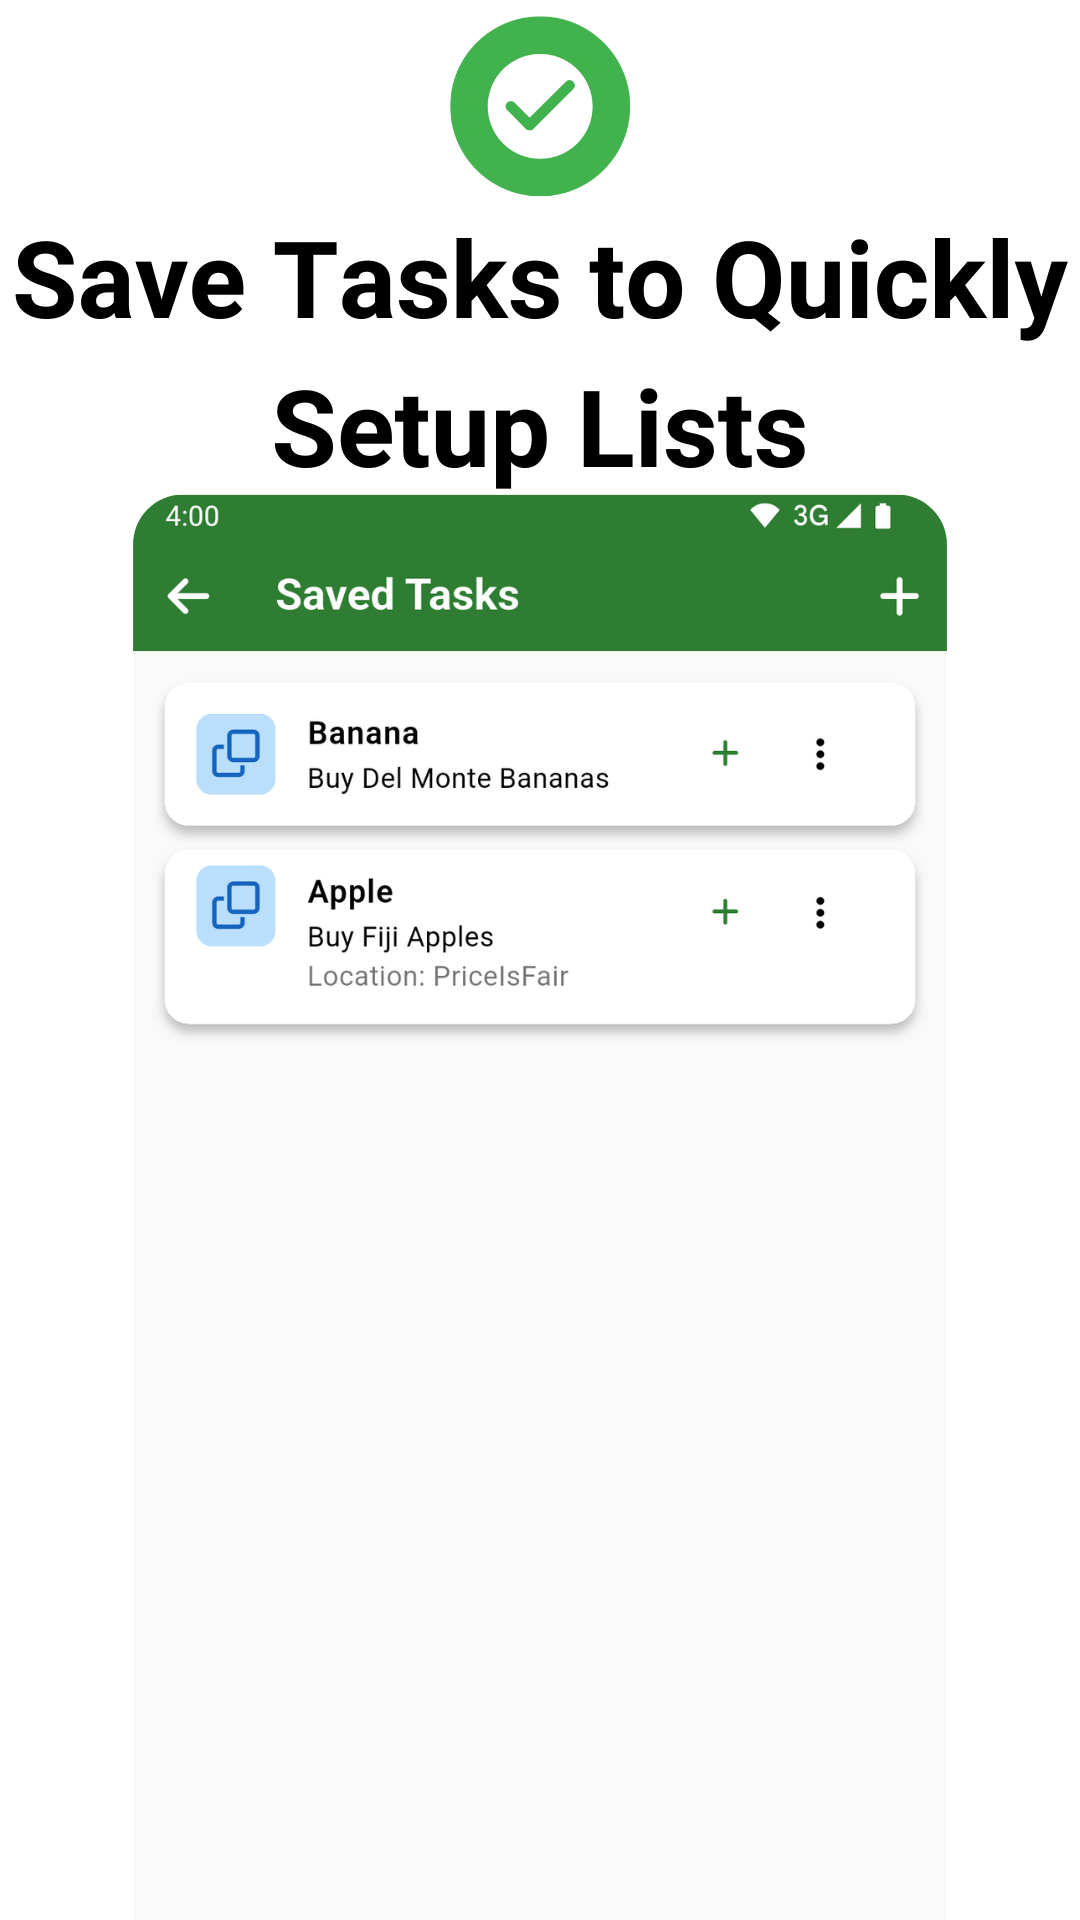 Save Tasks to Quickly
Setup Lists
4:00 3G
Saved Tasks
Banana
Buy Del Monte Bananas
Apple
Buy Fiji Apples
Location: PriceIsFair